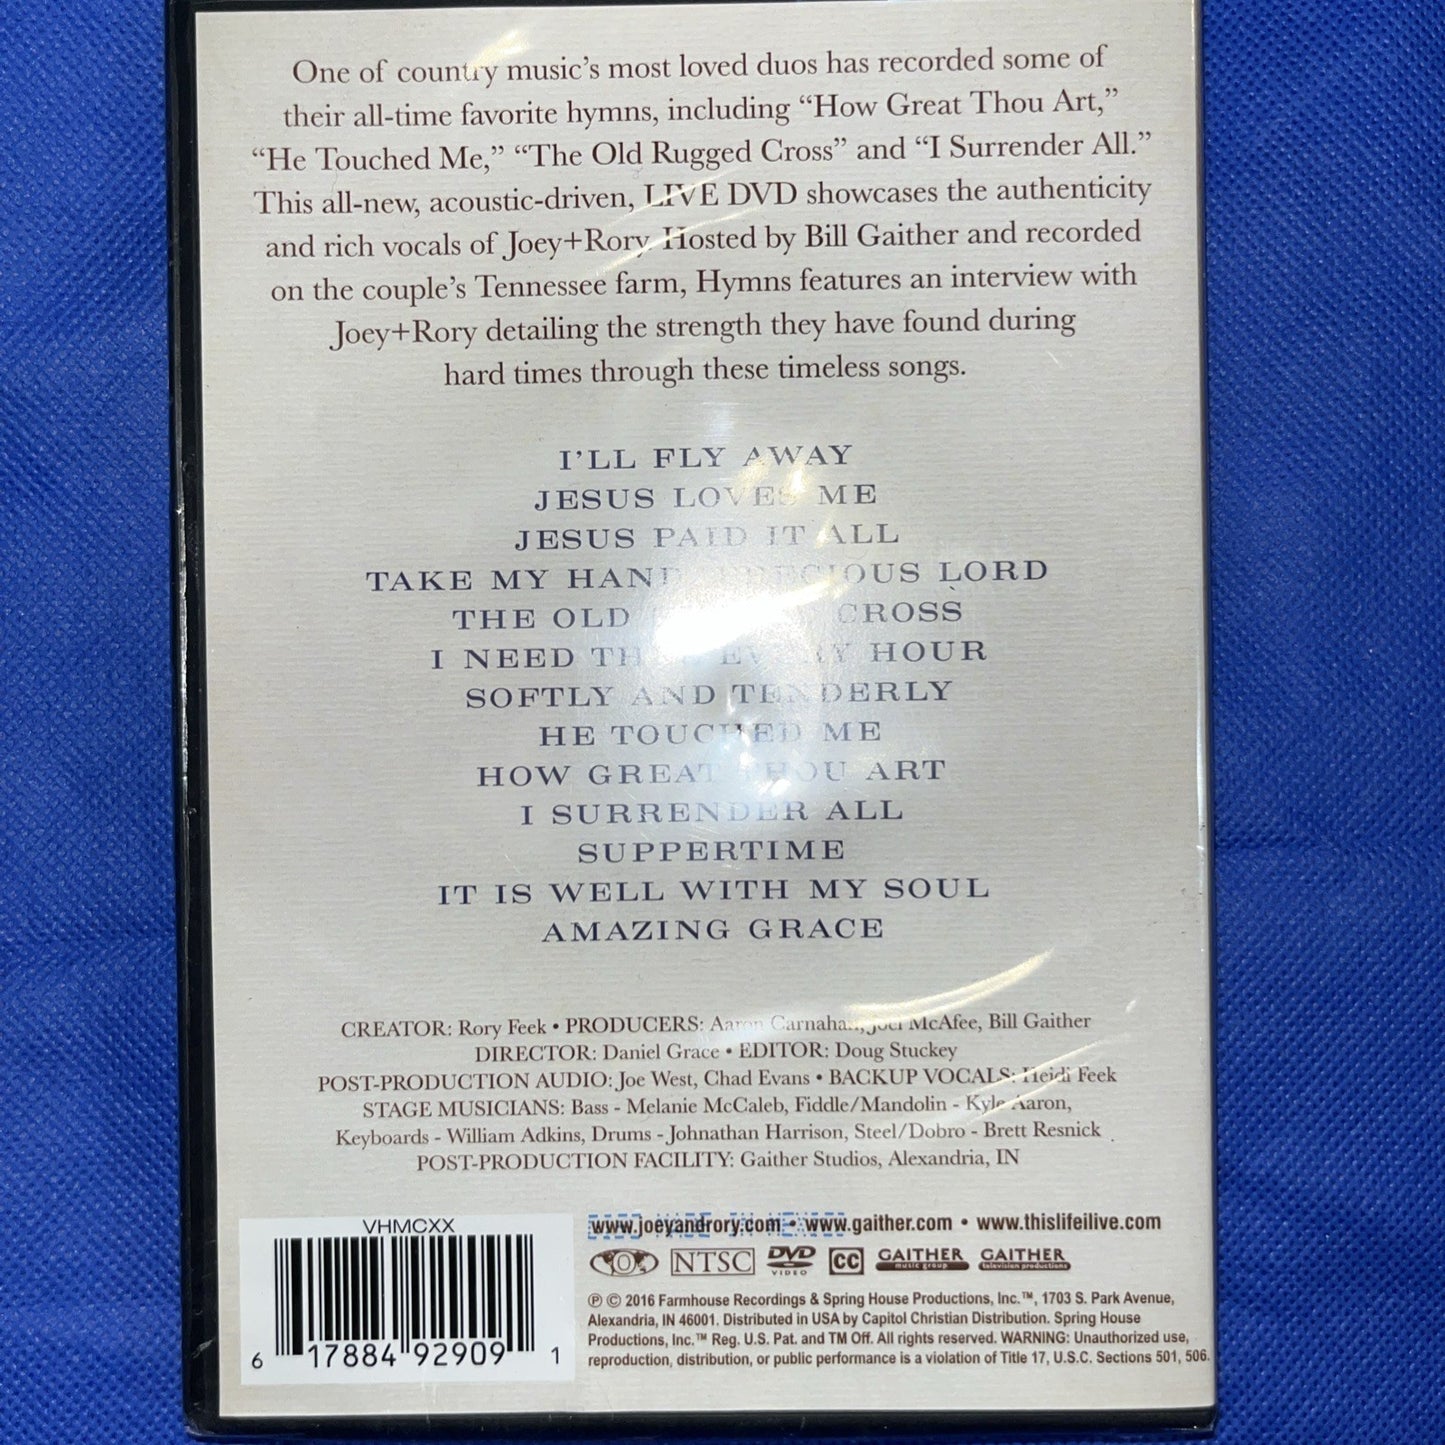 One of country music's most loved duos has recorded some of
their all-time favorite hymns, including “How Great Thou Art,”
“He Touched Me,” “The Old Rugged Cross” and “I Surrender All.”
This all-new, acoustic-driven, LIVE DVD showcases the authenticity
and rich vocals of Joey+Rory. Hosted by Bill Gaither and recorded
on the couple's Tennessee farm, Hymns features an interview with
Joey+Rory detailing the strength they have found during
hard times through these timeless songs.
I'LL FLY AWAY
JESUS LOVES ME
JESUS PAID IT ALL
TAKE MY HAND, PRECIOUS LORD
THE OLD CROSS
I NEED THEE EVERY HOUR
SOFTLY AND TENDERLY
HE TOUCHED ME
HOW GREAT THOU ART
I SURRENDER ALL
SUPPERTIME
IT IS WELL WITH MY SOUL
AMAZING GRACE
CREATOR: Rory Feek • PRODUCERS: Aaron Carnahan, Joel McAfee, Bill Gaither
DIRECTOR: Daniel Grace • EDITOR: Doug Stuckey
POST-PRODUCTION AUDIO: Joe West, Chad Evans • BACKUP VOCALS: Heidi Feek
STAGE MUSICIANS: Bass - Melanie McCaleb, Fiddle/Mandolin - Kyle Aaron,
Keyboards - William Adkins, Drums - Johnathan Harrison, Steel/Dobro - Brett Resnick
POST-PRODUCTION FACILITY: Gaither Studios, Alexandria, IN
VHMCXX
6 17884 92909 1
www.joeyandrory.com • www.gaither.com • www.thislifeilive.com
0 NTSC DVD VIDEO CC GAITHER music group GAITHER television productions
℗ © 2016 Farmhouse Recordings & Spring House Productions, Inc.™, 1703 S. Park Avenue,
Alexandria, IN 46001. Distributed in USA by Capitol Christian Distribution. Spring House
Productions, Inc.™ Reg. U.S. Pat. and TM Off. All rights reserved. WARNING: Unauthorized use,
reproduction, distribution, or public performance is a violation of Title 17, U.S.C. Sections 501, 506.